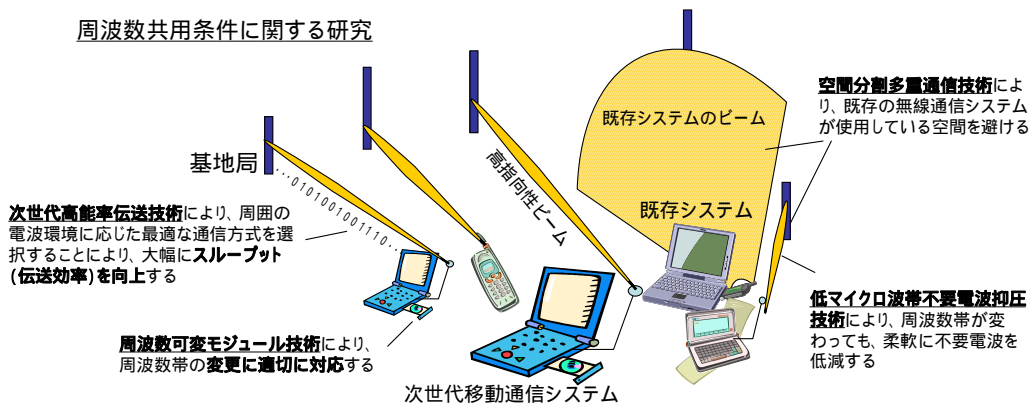 周波数共用条件に関する研究
基地局
...010100100111０...
次世代高能率伝送技術により、周囲の
電波環境に応じた最適な通信方式を選
択することにより、大幅にスループット
(伝送効率)を向上する
周波数可変モジュール技術により、
周波数帯の変更に適切に対応する
高指向性ビーム
次世代移動通信システム
既存システムのビーム
既存システム
空間分割多重通信技術によ
り、既存の無線通信システム
が使用している空間を避ける
低マイクロ波帯不要電波抑圧
技術により、周波数帯が変
わっても、柔軟に不要電波を
低減する